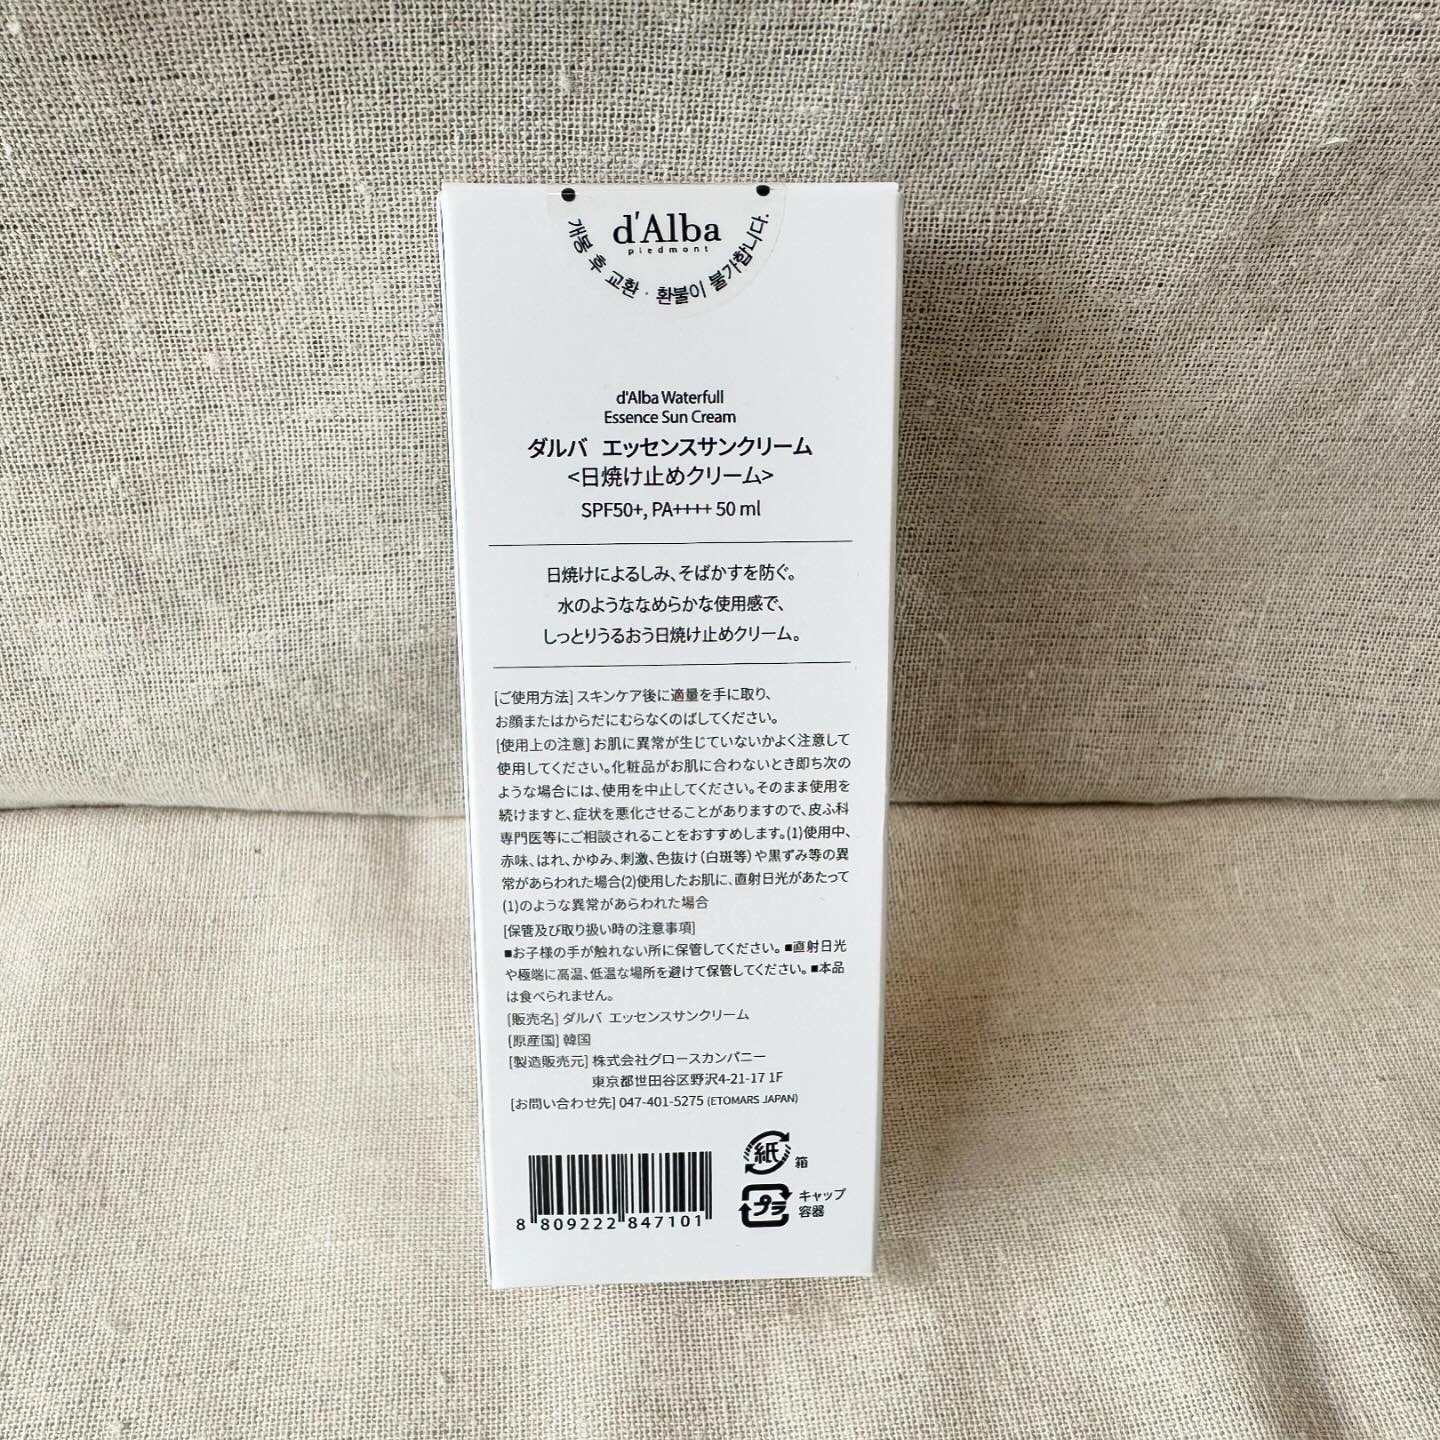 d'Alba
piedmont
개봉 후 교환·환불이 불가합니다.
d'Alba Waterfull
Essence Sun Cream
ダルバ エッセンスサンクリーム
<日焼け止めクリーム>
SPF50+, PA++++ 50 ml
日焼けによるしみ、そばかすを防ぐ。
水のようななめらかな使用感で、
しっとりうるおう日焼け止めクリーム。
[ご使用方法] スキンケア後に適量を手に取り、
お顔またはからだにむらなくのばしてください。
[使用上の注意] お肌に異常が生じていないかよく注意して
使用してください。化粧品がお肌に合わないとき即ち次の
ような場合には、使用を中止してください。そのまま使用を
続けますと、症状を悪化させることがありますので、皮ふ科
専門医等にご相談されることをおすすめします。(1)使用中、
赤味、はれ、かゆみ、刺激、色抜け（白斑等）や黒ずみ等の異
常があらわれた場合(2)使用したお肌に、直射日光があたって
(1)のような異常があらわれた場合
[保管及び取り扱い時の注意事項]
■お子様の手が触れない所に保管してください。■直射日光
や極端に高温、低温な場所を避けて保管してください。■本品
は食べられません。
[販売名] ダルバ エッセンスサンクリーム
[原産国] 韓国
[製造販売元] 株式会社グロースカンパニー
東京都世田谷区野沢4-21-17 1F
[お問い合わせ先] 047-401-5275 (ETOMARS JAPAN)
紙 箱
プラ キャップ
容器
8 809222 847101